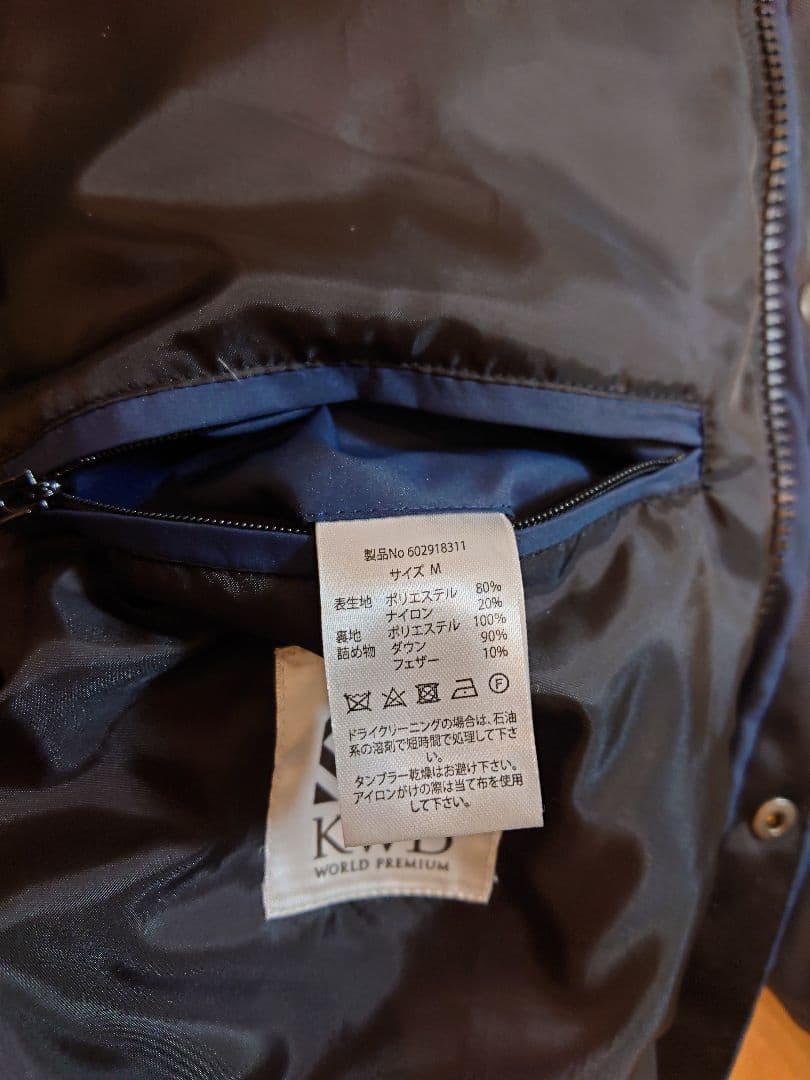 製品No 602918311
サイズ M
表生地 ポリエステル 80%
ナイロン 20%
裏地 ポリエステル 100%
詰め物 ダウン 90%
フェザー 10%
F
ドライクリーニングの場合は、石油
系の溶剤で短時間で処理して下さ
い。
タンブラー乾燥はお避け下さい。
アイロンがけの際は当て布を使用
して下さい。
WORLD PREMIUM